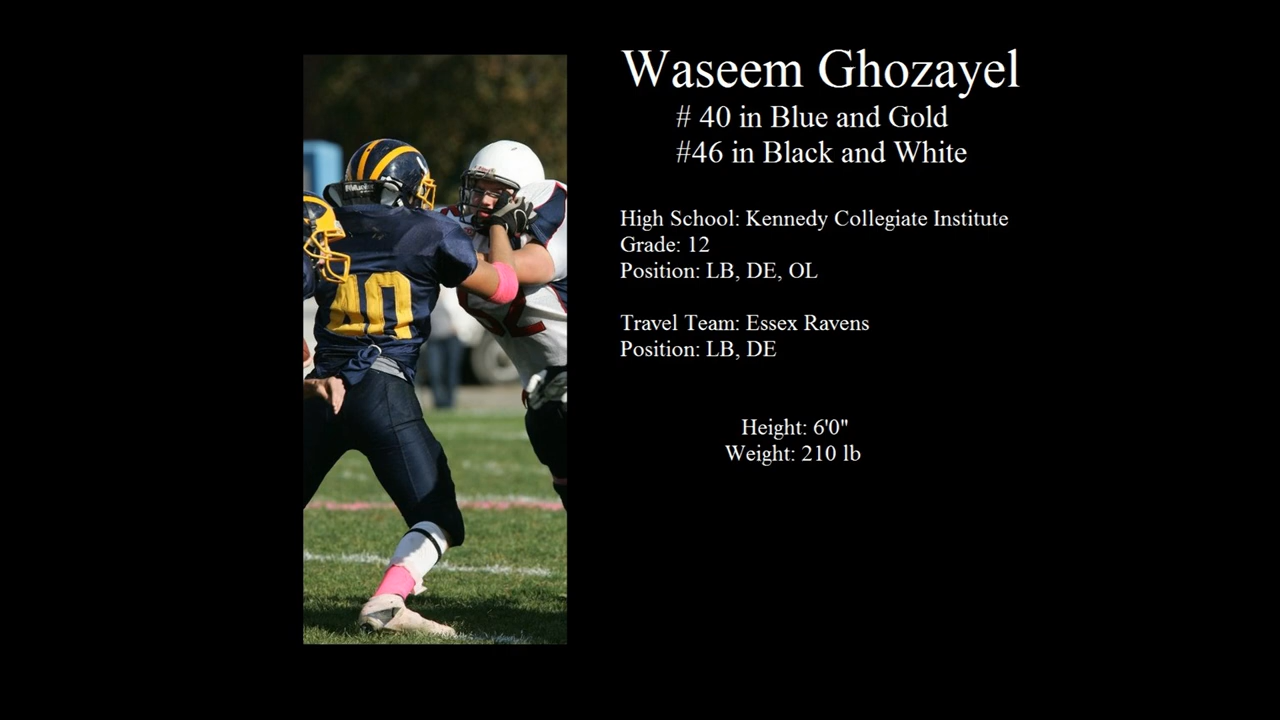 Waseem Ghozayel
# 40 in Blue and Gold
#46 in Black and White
High School: Kennedy Collegiate Institute
Grade: 12
Position: LB, DE, OL
Travel Team: Essex Ravens
Position: LB, DE
Height: 6'0"
Weight: 210 lb
40